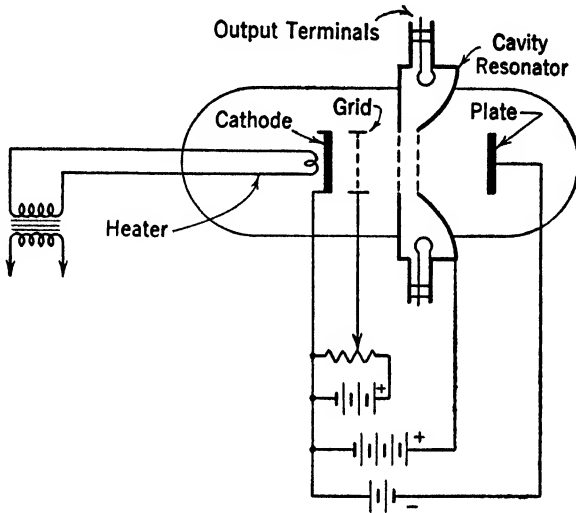 Output Terminals
Cavity
Resonator
Grid
Cathode
Plate
Heater
+
+
-